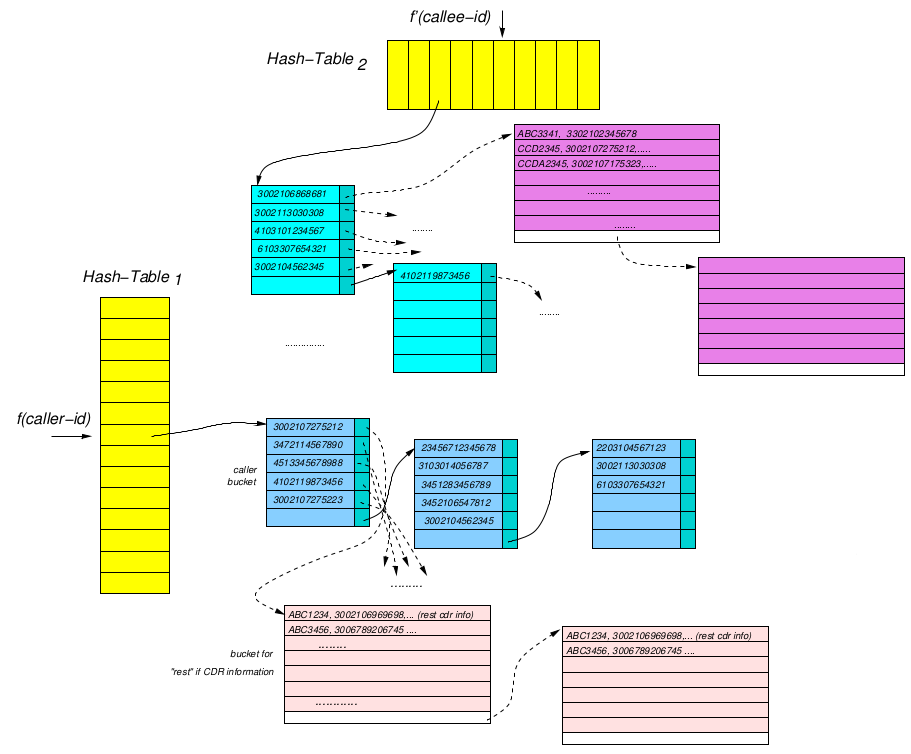 f'(callee−id)
Hash−Table 2
ABC3341, 3302102345678
CCD2345, 3002107275212,.....
CCDA2345, 3002107175323,.....
.........
........
3002106868681
3002113030308
4103101234567
6103307654321
3002104562345
........
4102119873456
........
...............
Hash−Table 1
f(caller−id)
caller
bucket
3002107275212
3472114567890
4513345678988
4102119873456
3002107275223
23456712345678
3103014056787
3451283456789
3452106547812
3002104562345
2203104567123
3002113030308
6103307654321
.........
ABC1234, 3002106969698,... (rest cdr info)
ABC3456, 3006789206745 ....
........
............
bucket for
"rest" if CDR information
ABC1234, 3002106969698,... (rest cdr info)
ABC3456, 3006789206745 ....